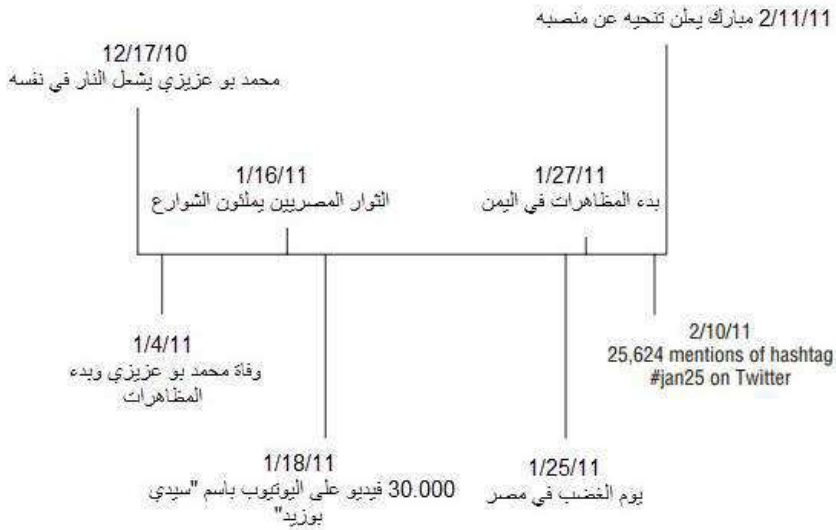 2/11/11 مبارك يعلن تنحيه عن منصبه
12/17/10
محمد بو عزيزي يشعل النار في نفسه
1/16/11
الثوار المصريين يملئون الشوارع
1/27/11
بدء المظاهرات في اليمن
1/4/11
وفاة محمد بو عزيزي وبدء
المظاهرات
2/10/11
25,624 mentions of hashtag
#jan25 on Twitter
1/18/11
30.000 فيديو على اليوتيوب بأسم "سيدي
بوزيد"
1/25/11
يوم الغضب في مصر